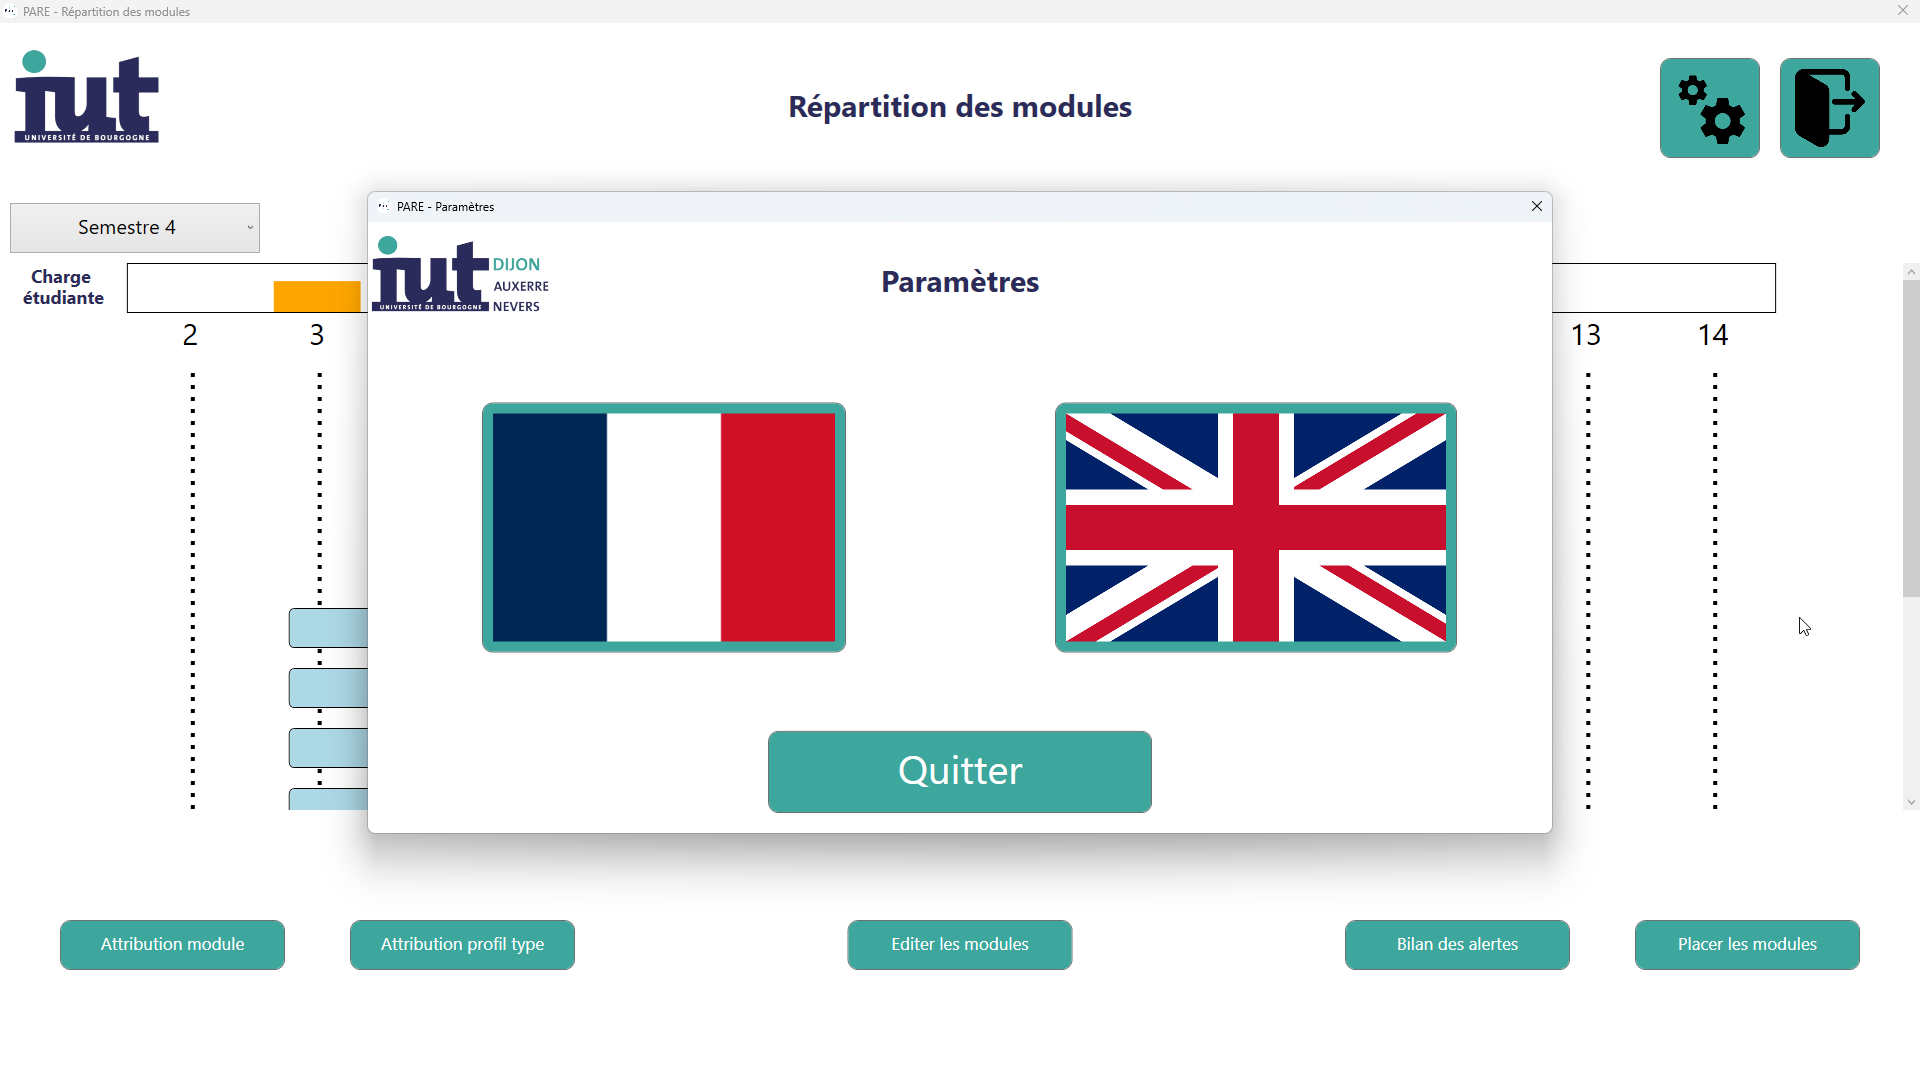 PARE - Répartition des modules
iut
UNIVERSITÉ DE BOURGOGNE
Répartition des modules
Semestre 4
Charge
étudiante
2
3
13
14
PARE - Paramètres
iut
UNIVERSITÉ DE BOURGOGNE
DIJON
AUXERRE
NEVERS
Paramètres
Quitter
Attribution module
Attribution profil type
Editer les modules
Bilan des alertes
Placer les modules